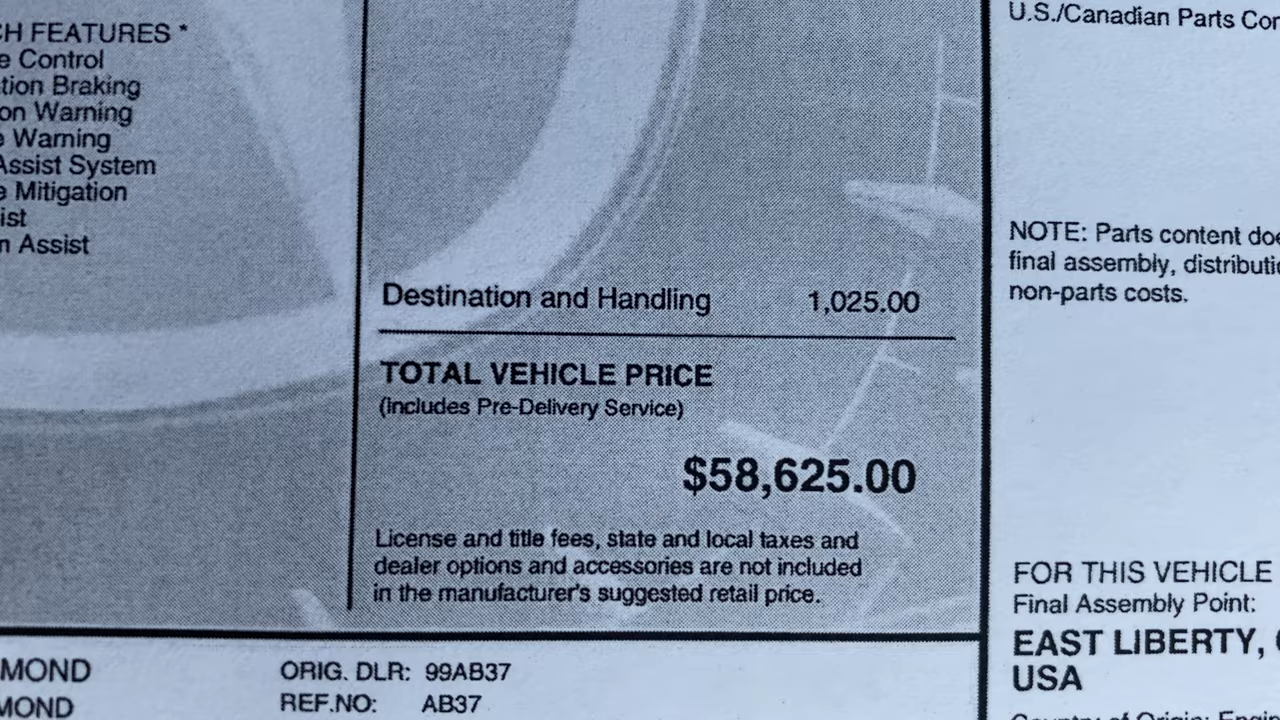 CH FEATURES *
e Control
tion Braking
on Warning
e Warning
Assist System
e Mitigation
ist
n Assist
Destination and Handling 1,025.00
TOTAL VEHICLE PRICE
(includes Pre-Delivery Service)
$58,625.00
License and title fees, state and local taxes and
dealer options and accessories are not included
in the manufacturer's suggested retail price.
MOND
MOND
ORIG. DLR: 99AB37
REF.NO: AB37
U.S./Canadian Parts Con
NOTE: Parts content doe
final assembly, distributi
non-parts costs.
FOR THIS VEHICLE
Final Assembly Point:
EAST LIBERTY,
USA